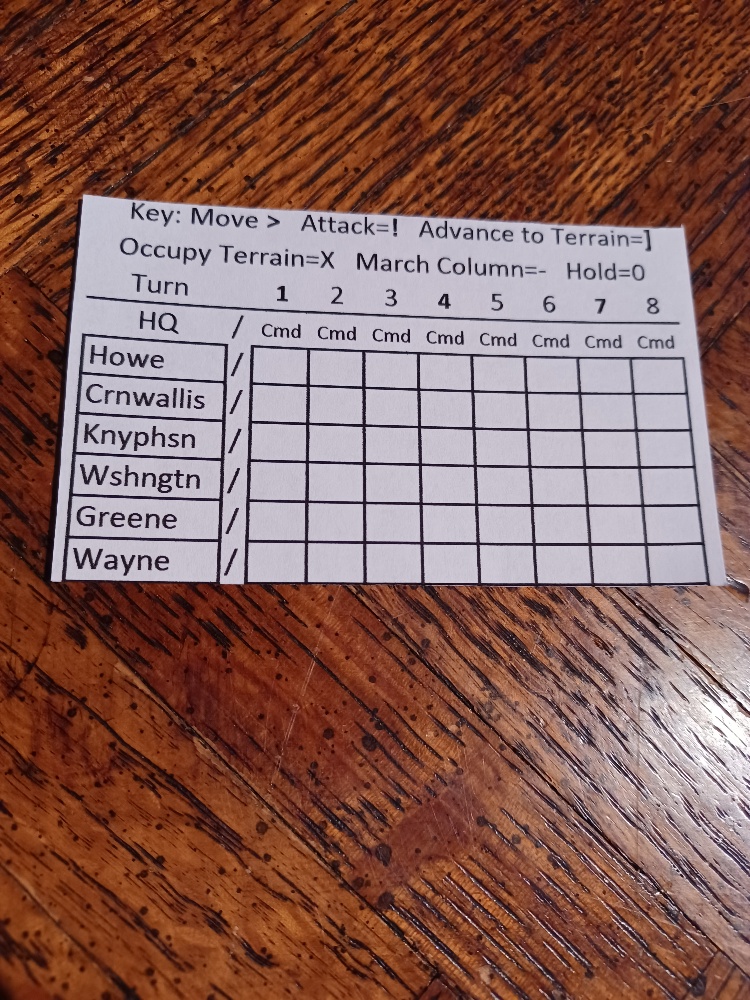 Key: Move > Attack=! Advance to Terrain=]
Occupy Terrain=X March Column=- Hold=0
Turn 1 2 3 4 5 6 7 8
HQ / Cmd Cmd Cmd Cmd Cmd Cmd Cmd Cmd
Howe /
Crnwallis /
Knyphsn /
Wshngtn /
Greene /
Wayne /